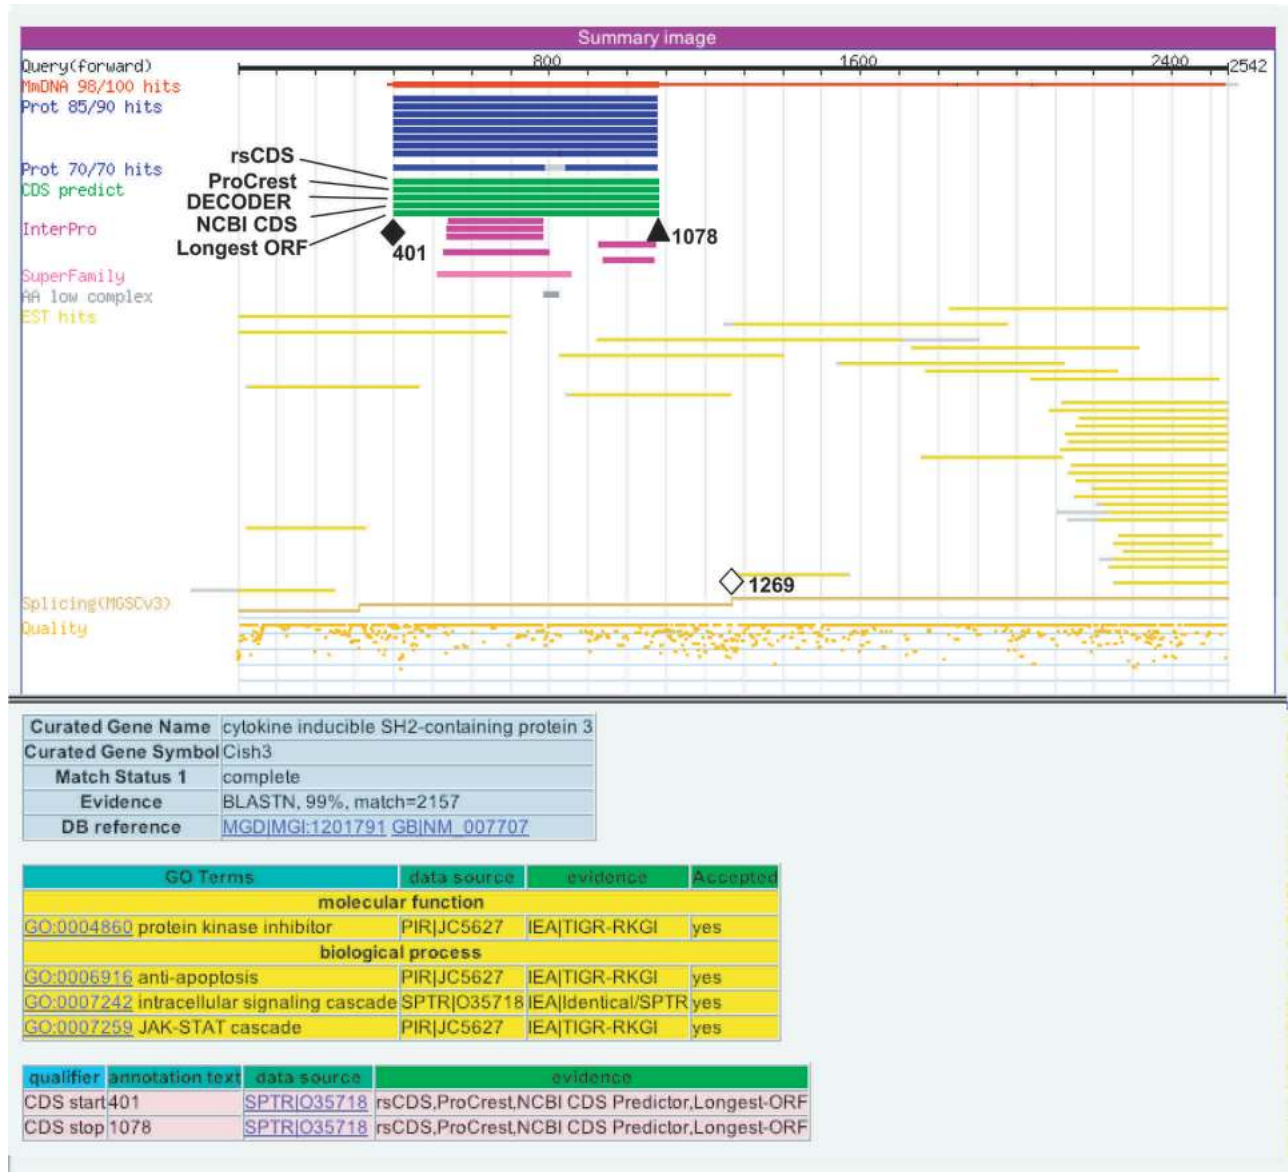 Summary image
Query(forward) 800 1600 2400 2542
MmDNA 98/100 hits
Prot 85/90 hits
rsCDS
Prot 70/70 hits
ProCrest
CDS predict
DECODER
NCBI CDS
InterPro
Longest ORF
401
1078
SuperFamily
AA low complex
EST hits
1269
Splicing(MGSCv3)
Quality
Curated Gene Name cytokine inducible SH2-containing protein 3
Curated Gene Symbol Cish3
Match Status 1 complete
Evidence BLASTN, 99%, match=2157
DB reference MGD|MGI:1201791 GB|NM_007707
GO Terms data source evidence Accepted
molecular function
GO:0004860 protein kinase inhibitor PIR|JC5627 IEA|TIGR-RKGI yes
biological process
GO:0006916 anti-apoptosis PIR|JC5627 IEA|TIGR-RKGI yes
GO:0007242 intracellular signaling cascade SPTR|O35718 IEA|Identical/SPTR yes
GO:0007259 JAK-STAT cascade PIR|JC5627 IEA|TIGR-RKGI yes
qualifier annotation text data source evidence
CDS start 401 SPTR|O35718 rsCDS,ProCrest,NCBI CDS Predictor,Longest-ORF
CDS stop 1078 SPTR|O35718 rsCDS,ProCrest,NCBI CDS Predictor,Longest-ORF